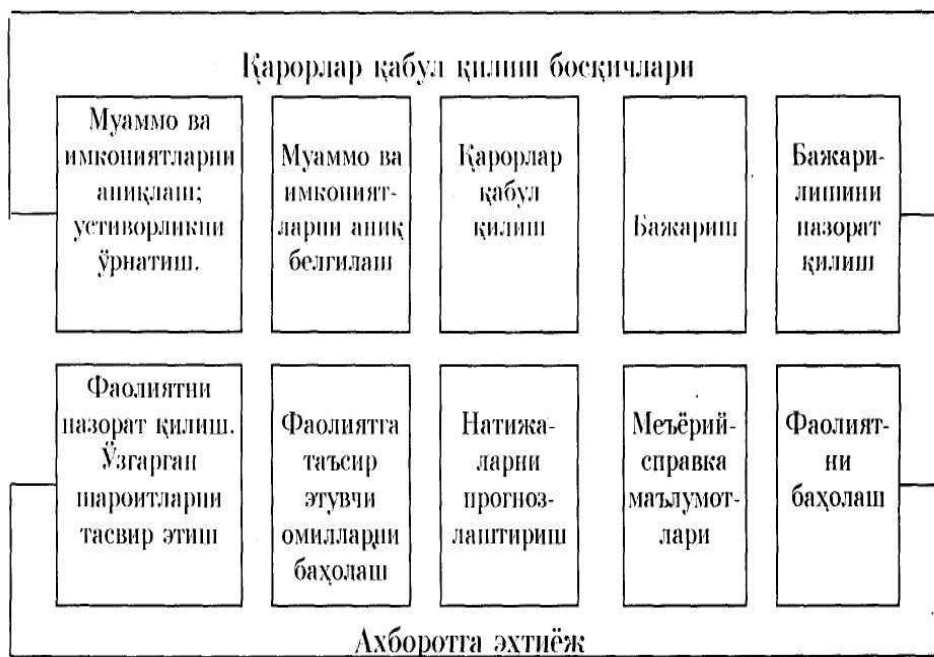 Қарорлар қабул қилиш босқичлари
Муаммо ва
имкониятларни
аниқлаш;
устиворликни
ўрнатиш.
Муаммо ва
имконият-
ларни аниқ
белгилаш
Қарорлар
қабул
қилиш
Бажариш
Бажари-
лишини
назорат
қилиш
Фаолиятни
назорат қилиш.
Ўзгарган
шароитларни
тасвир этиш
Фаолиятга
таъсир
этувчи
омилларни
баҳолаш
Натижа-
ларни
прогноз-
лаштириш
Меъёрий-
справка
маълумот-
лари
Фаолият-
ни
баҳолаш
Ахборотга эхтиёж